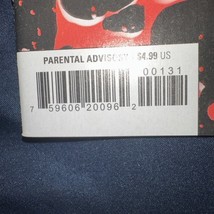 PARENTAL ADVISORY $4.99 US
00131
7 59606 20096 2